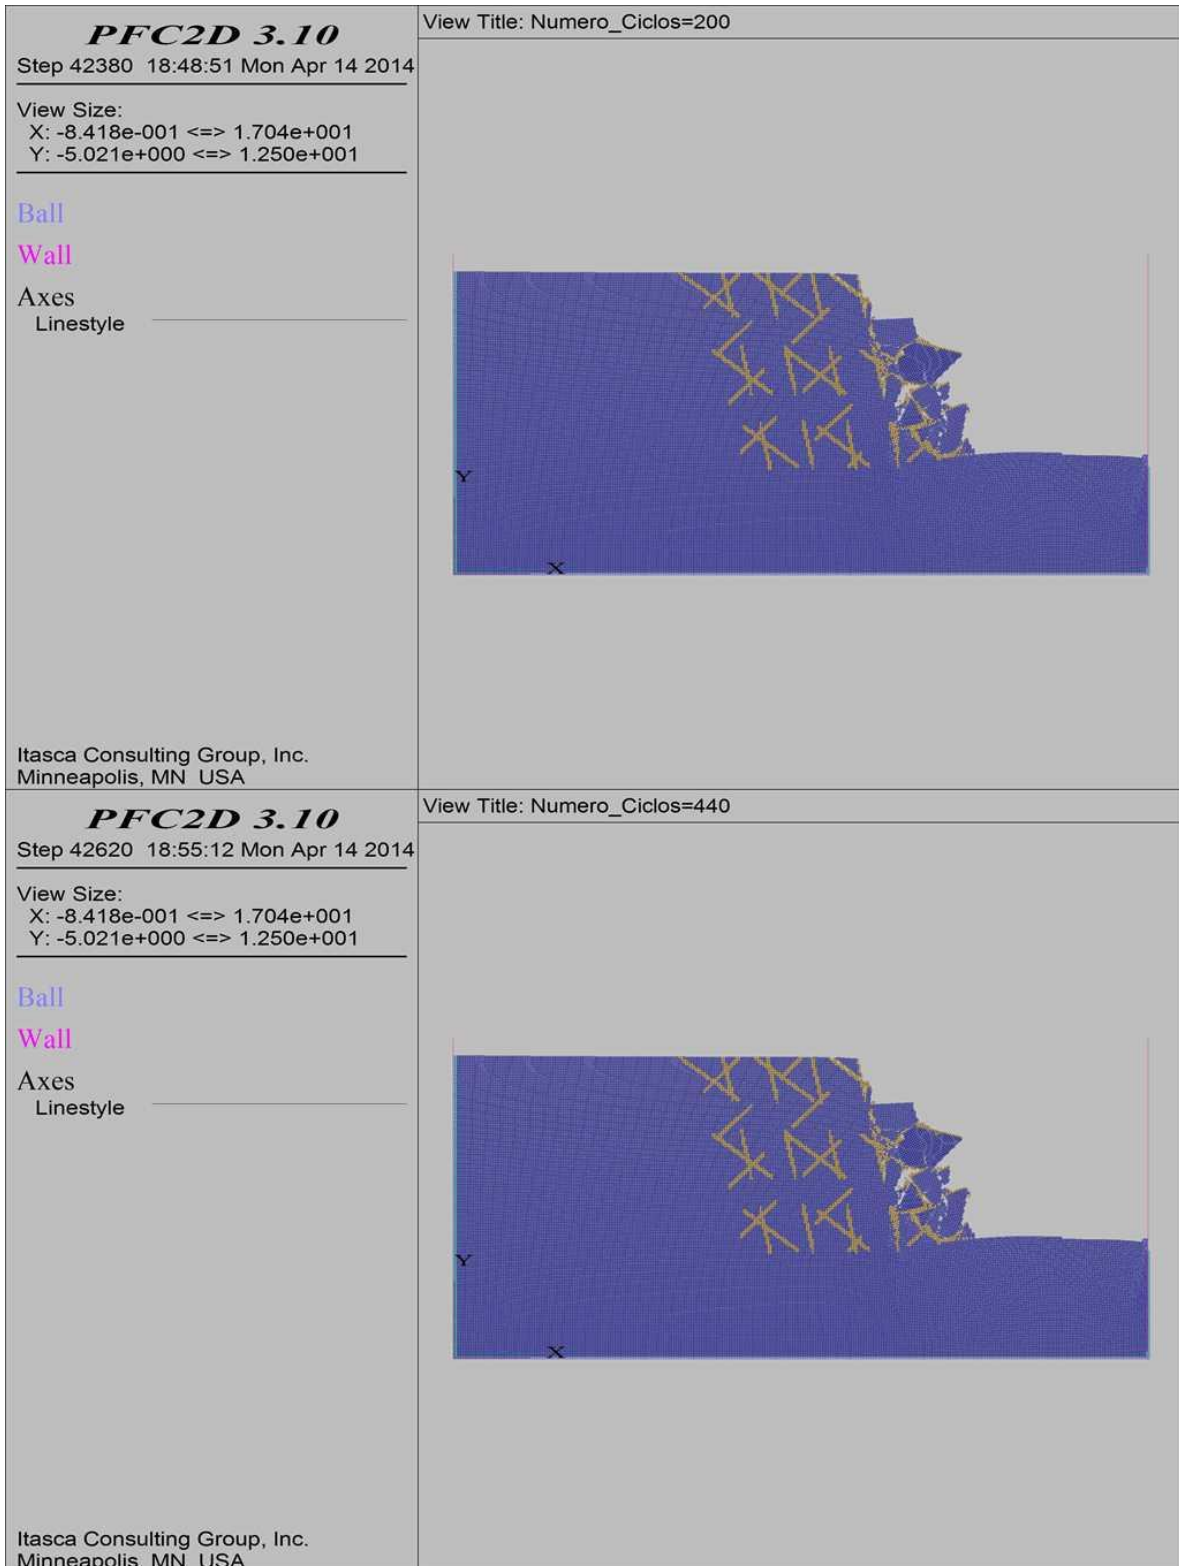 PFC2D 3.10
Step 42380  18:48:51 Mon Apr 14 2014
View Size:
X: -8.418e-001 <=> 1.704e+001
Y: -5.021e+000 <=> 1.250e+001
Ball
Wall
Axes
Linestyle
Itasca Consulting Group, Inc.
Minneapolis, MN  USA
View Title: Numero_Ciclos=200
Y
X
PFC2D 3.10
Step 42620  18:55:12 Mon Apr 14 2014
View Size:
X: -8.418e-001 <=> 1.704e+001
Y: -5.021e+000 <=> 1.250e+001
Ball
Wall
Axes
Linestyle
Itasca Consulting Group, Inc.
Minneapolis, MN  USA
View Title: Numero_Ciclos=440
Y
X